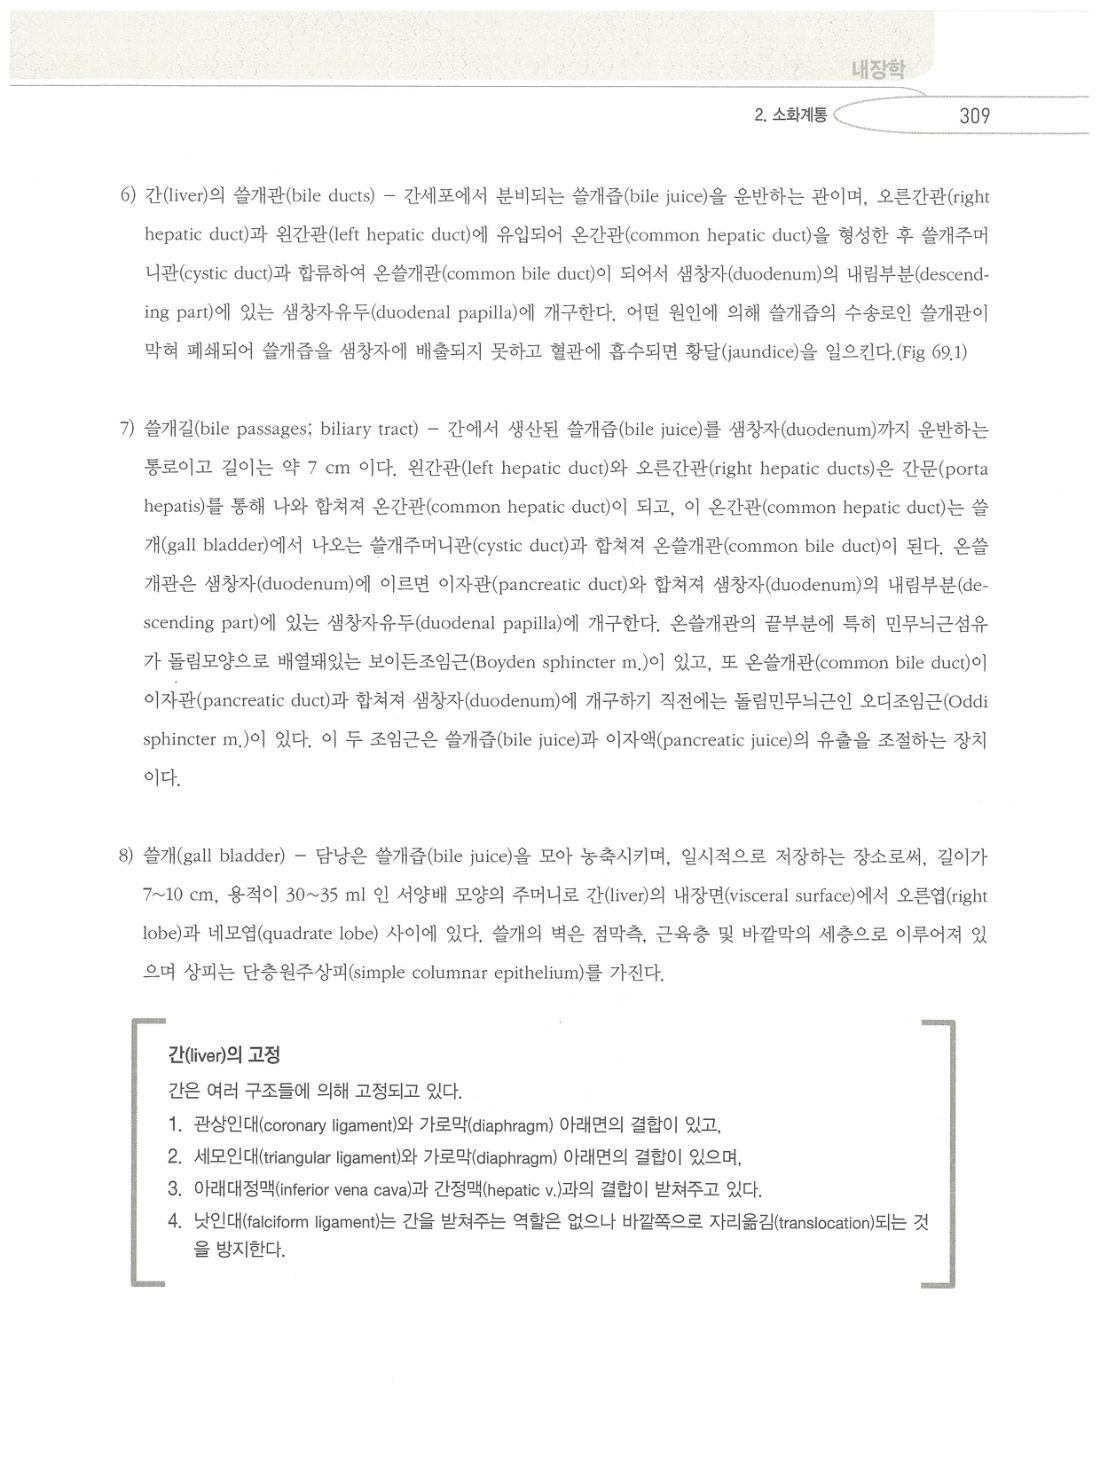 내장학
2. 소화계통
309
6) 간(liver)의 쓸개관(bile ducts) – 간세포에서 분비되는 쓸개즙(bile juice)을 운반하는 관이며, 오른간관(right
hepatic duct)과 왼간관(left hepatic duct)에 유입되어 온간관(common hepatic duct)을 형성한 후 쓸개주머
니관(cystic duct)과 합류하여 온쓸개관(common bile duct)이 되어서 샘창자(duodenum)의 내림부분(descend-
ing part)에 있는 샘창자유두(duodenal papilla)에 개구한다. 어떤 원인에 의해 쓸개즙의 수송로인 쓸개관이
막혀 폐쇄되어 쓸개즙을 샘창자에 배출되지 못하고 혈관에 흡수되면 황달(jaundice)을 일으킨다.(Fig 69.1)
7) 쓸개길(bile passages; biliary tract) – 간에서 생산된 쓸개즙(bile juice)를 샘창자(duodenum)까지 운반하는
통로이고 길이는 약 7 cm 이다. 왼간관(left hepatic duct)와 오른간관(right hepatic ducts)은 간문(porta
hepatis)를 통해 나와 합쳐져 온간관(common hepatic duct)이 되고, 이 온간관(common hepatic duct)는 쓸
개(gall bladder)에서 나오는 쓸개주머니관(cystic duct)과 합쳐져 온쓸개관(common bile duct)이 된다. 온쓸
개관은 샘창자(duodenum)에 이르면 이자관(pancreatic duct)와 합쳐져 샘창자(duodenum)의 내림부분(de-
scending part)에 있는 샘창자유두(duodenal papilla)에 개구한다. 온쓸개관의 끝부분에 특히 민무늬근섬유
가 돌림모양으로 배열돼있는 보이든조임근(Boyden sphincter m.)이 있고, 또 온쓸개관(common bile duct)이
이자관(pancreatic duct)과 합쳐져 샘창자(duodenum)에 개구하기 직전에는 돌림민무늬근인 오디조임근(Oddi
sphincter m.)이 있다. 이 두 조임근은 쓸개즙(bile juice)과 이자액(pancreatic juice)의 유출을 조절하는 장치
이다.
8) 쓸개(gall bladder) – 담낭은 쓸개즙(bile juice)을 모아 농축시키며, 일시적으로 저장하는 장소로써, 길이가
7~10 cm, 용적이 30~35 ml 인 서양배 모양의 주머니로 간(liver)의 내장면(visceral surface)에서 오른엽(right
lobe)과 네모엽(quadrate lobe) 사이에 있다. 쓸개의 벽은 점막측, 근육층 및 바깥막의 세층으로 이루어져 있
으며 상피는 단층원주상피(simple columnar epithelium)를 가진다.
간(liver)의 고정
간은 여러 구조들에 의해 고정되고 있다.
1. 관상인대(coronary ligament)와 가로막(diaphragm) 아래면의 결합이 있고,
2. 세모인대(triangular ligament)와 가로막(diaphragm) 아래면의 결합이 있으며,
3. 아래대정맥(inferior vena cava)과 간정맥(hepatic v.)과의 결합이 받쳐주고 있다.
4. 낫인대(falciform ligament)는 간을 받쳐주는 역할은 없으나 바깥쪽으로 자리옮김(translocation)되는 것
을 방지한다.